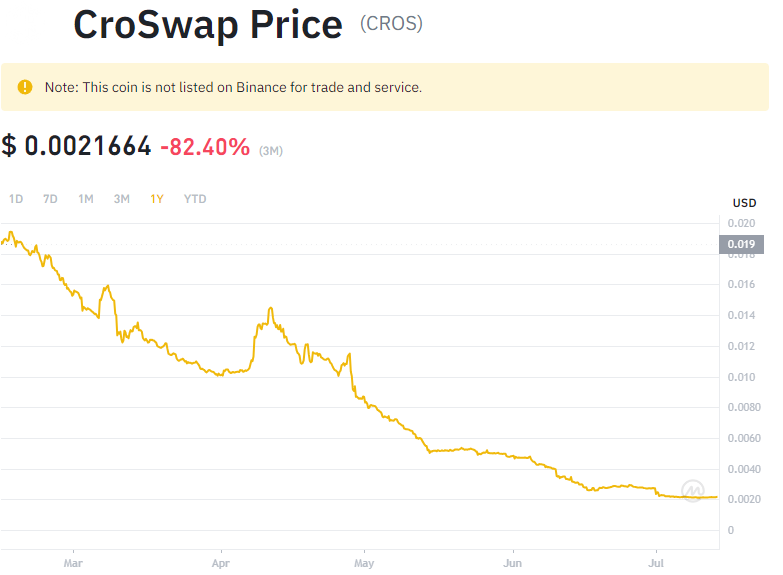 CroSwap Price (CROS)
Note: This coin is not listed on Binance for trade and service.
$ 0.0021664 -82.40% (3M)
1D 7D 1M 3M 1Y YTD
USD
0.020
0.019
0.018
0.016
0.014
0.012
0.010
0.0080
0.0060
0.0040
0.0020
0
Mar Apr May Jun Jul